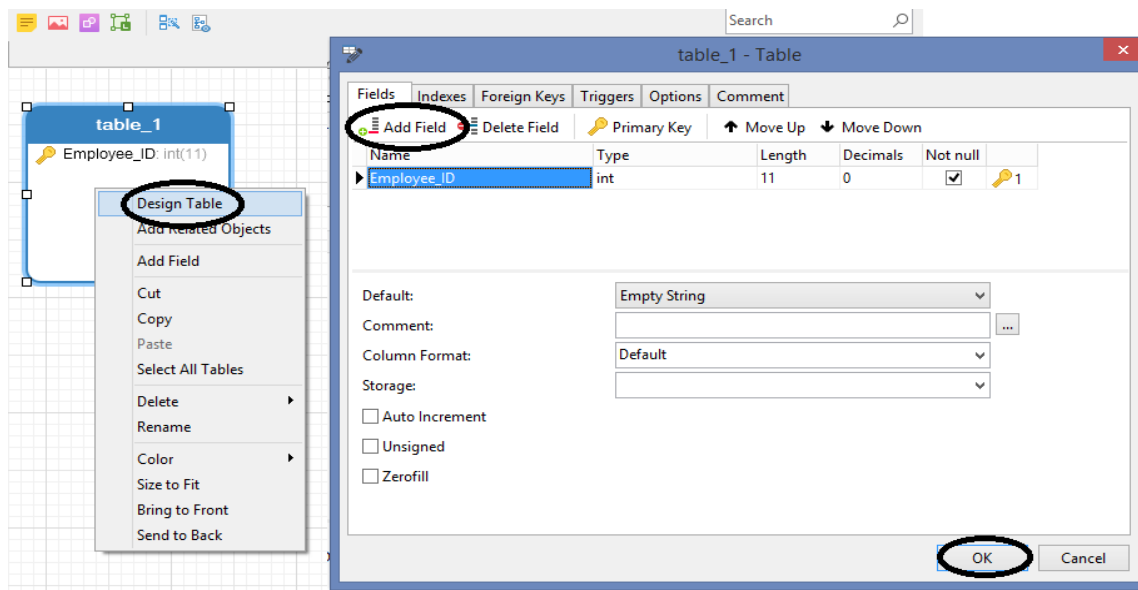 Search
table_1 - Table
Fields Indexes Foreign Keys Triggers Options Comment
Add Field Delete Field Primary Key Move Up Move Down
Name Type Length Decimals Not null
Employee_ID int 11 0 1
Default: Empty String
Comment: ...
Column Format: Default
Storage:
Auto Increment
Unsigned
Zerofill
OK Cancel
table_1
Employee_ID: int(11)
Design Table
Add Related Objects
Add Field
Cut
Copy
Paste
Select All Tables
Delete
Rename
Color
Size to Fit
Bring to Front
Send to Back